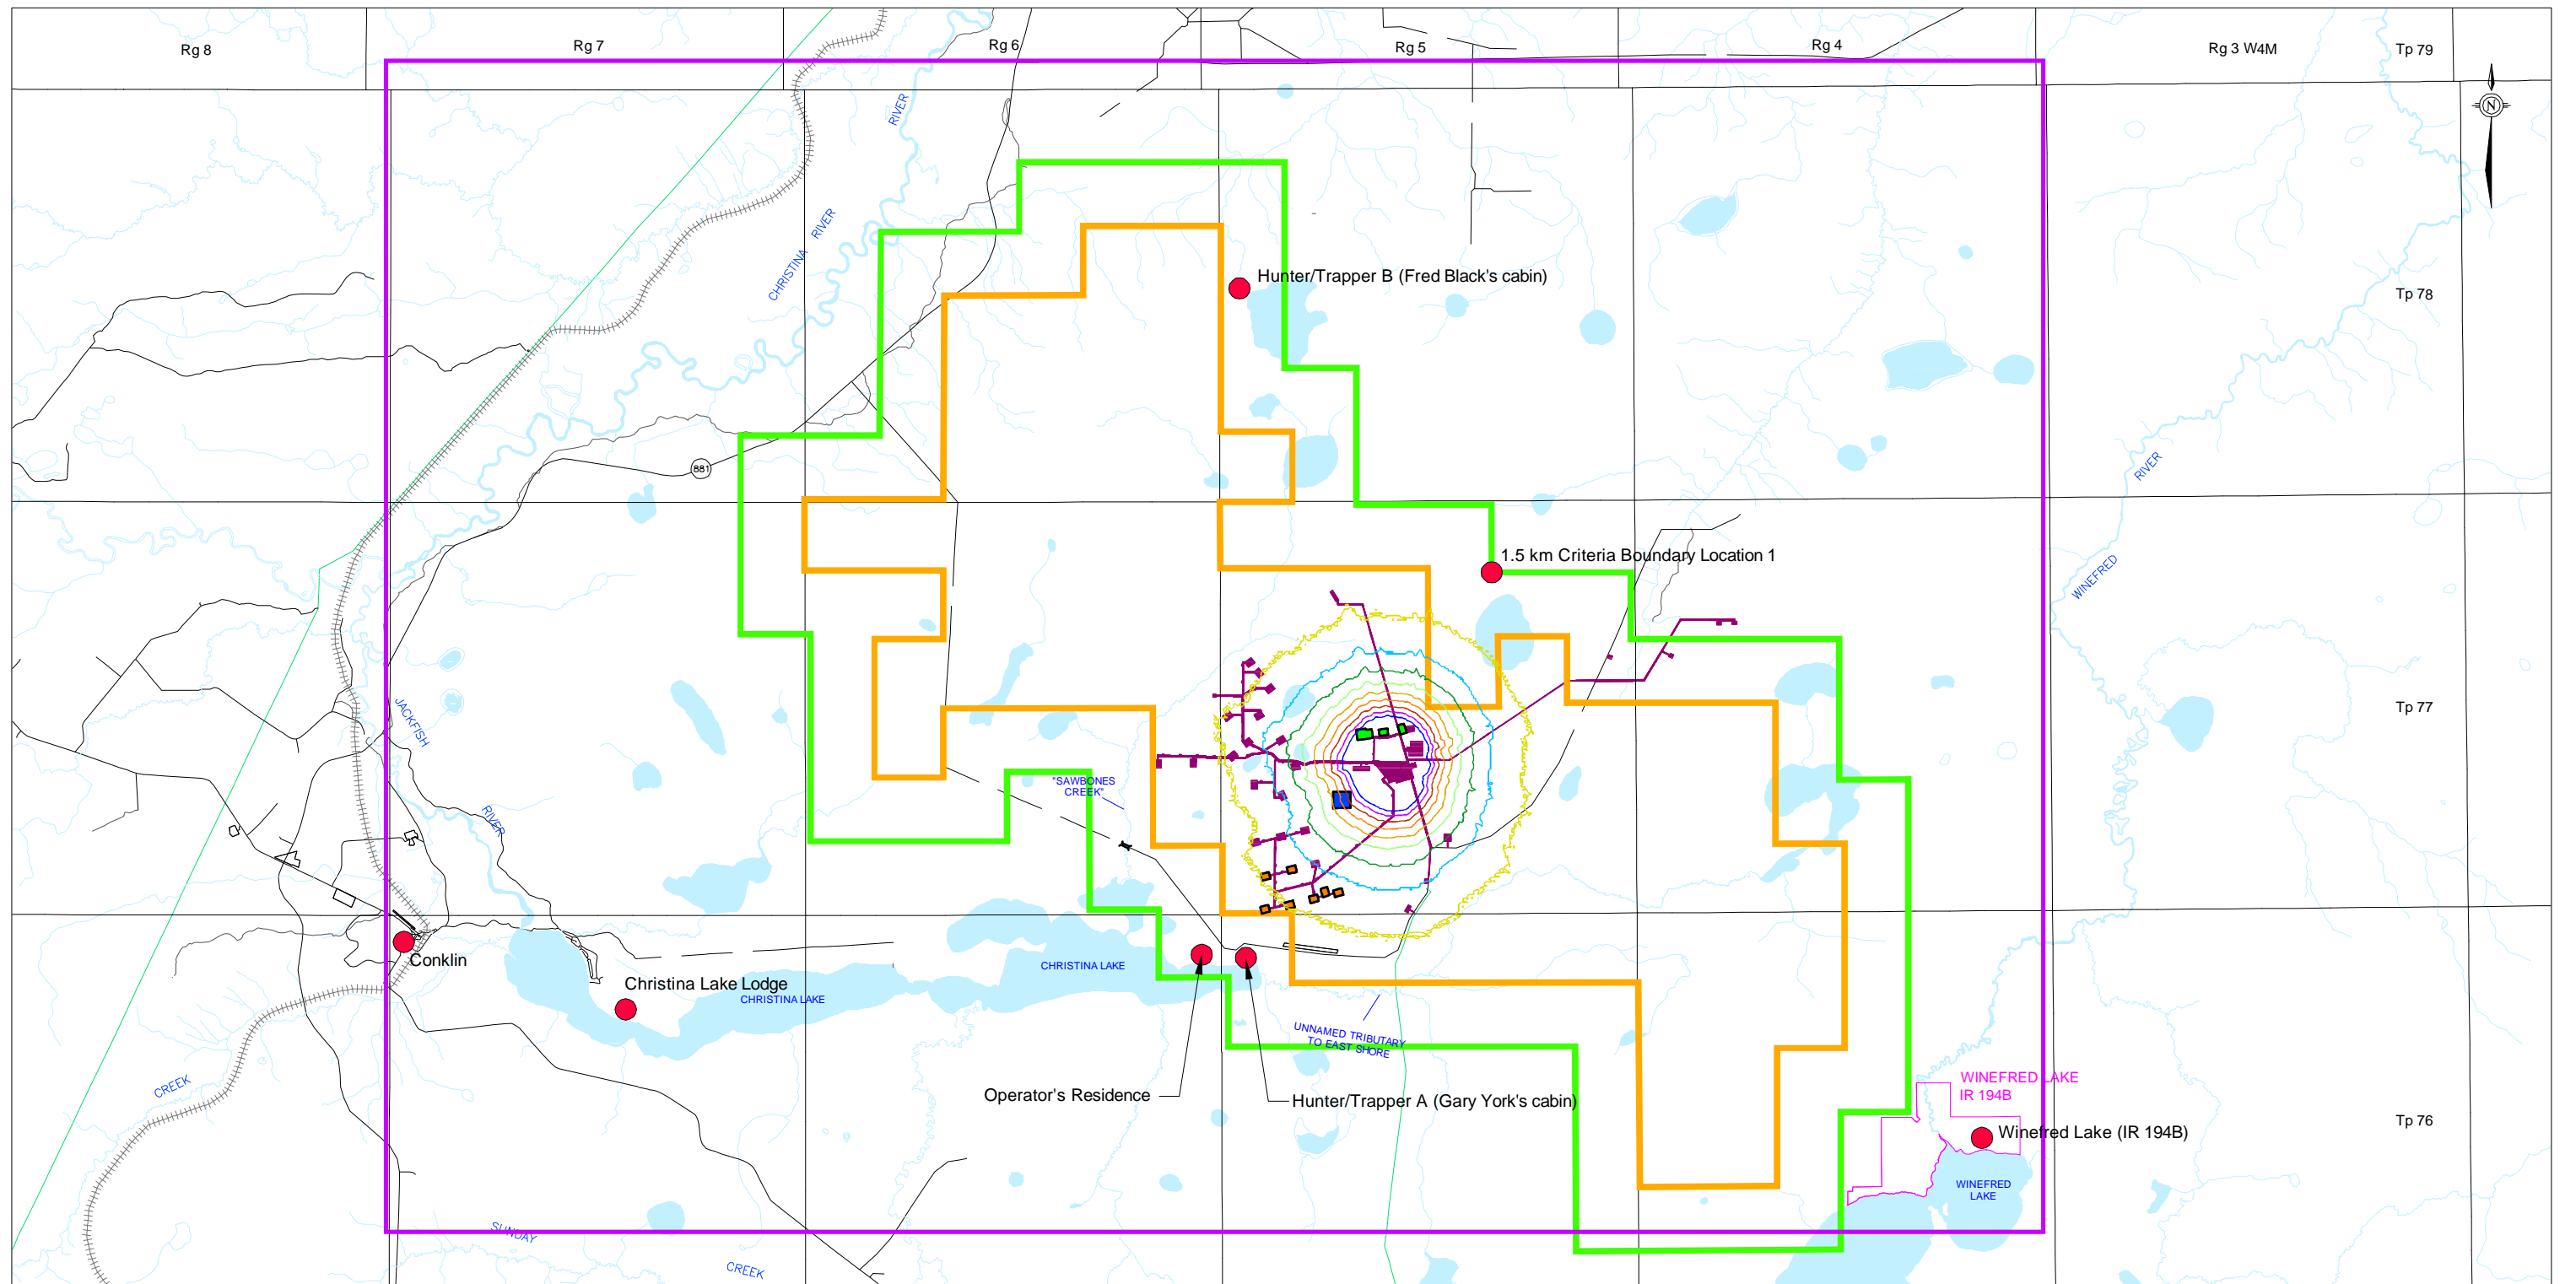 Rg 8
Rg 7
Rg 6
Rg 5
Rg 4
Rg 3 W4M
Tp 79
N
RIVER
CHRISTINA RIVER
Hunter/Trapper B (Fred Black's cabin)
Tp 78
881
RIVER
1.5 km Criteria Boundary Location 1
WINEFRED
JACKFISH
Tp 77
"SAWBONES
CREEK"
RIVER
Conklin
CHRISTINA LAKE
Christina Lake Lodge
CHRISTINA LAKE
UNNAMED TRIBUTARY
TO EAST SHORE
CREEK
Operator's Residence
Hunter/Trapper A (Gary York's cabin)
WINEFRED LAKE
IR 194B
Tp 76
Winefred Lake (IR 194B)
WINEFRED
LAKE
SUNDAY
CREEK